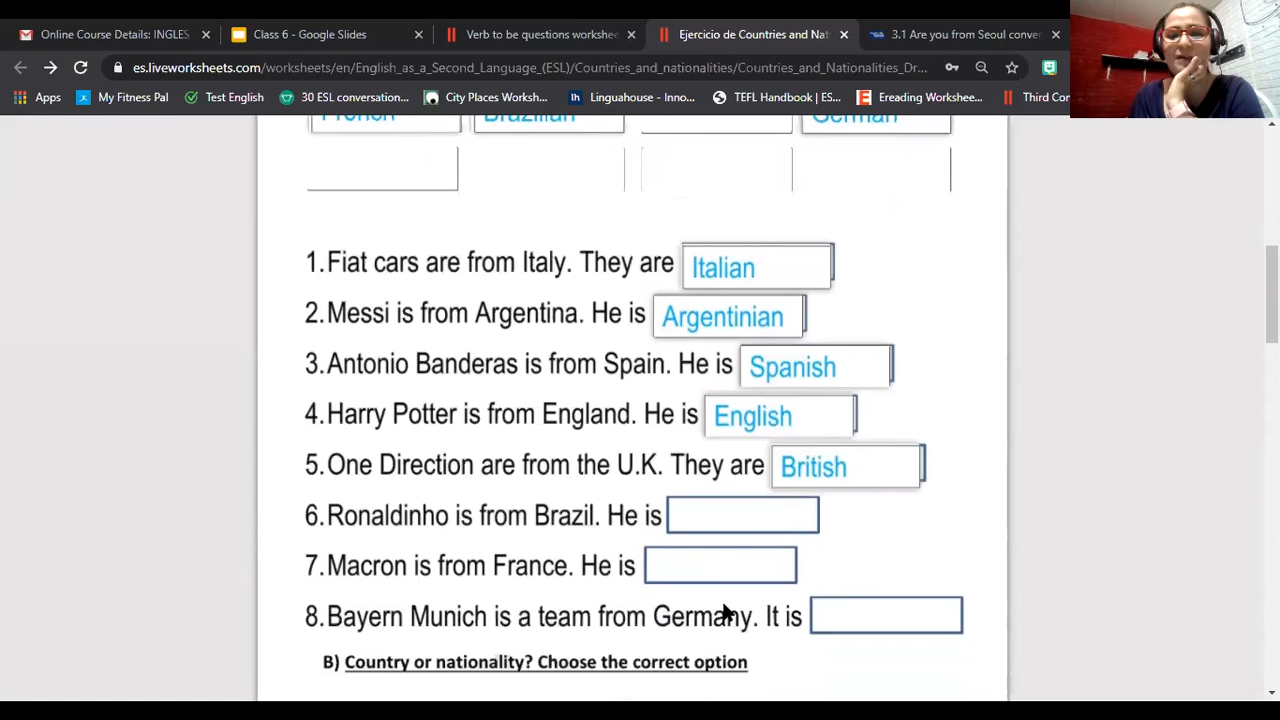 Online Course Details: INGLES
Class 6 - Google Slides
Verb to be questions workshee
Ejercicio de Countries and Nat
3.1 Are you from Seoul conver
es.liveworksheets.com/worksheets/en/English_as_a_Second_Language_(ESL)/Countries_and_nationalities/Countries_and_Nationalities_Dr...
Apps
My Fitness Pal
Test English
30 ESL conversation...
City Places Worksh...
Linguahouse - Inno...
TEFL Handbook | ES...
Ereading Workshee...
Third Con
French Brazilian German
1.Fiat cars are from Italy. They are Italian
2.Messi is from Argentina. He is Argentinian
3.Antonio Banderas is from Spain. He is Spanish
4.Harry Potter is from England. He is English
5.One Direction are from the U.K. They are British
6.Ronaldinho is from Brazil. He is
7.Macron is from France. He is
8.Bayern Munich is a team from Germany. It is
B) Country or nationality? Choose the correct option